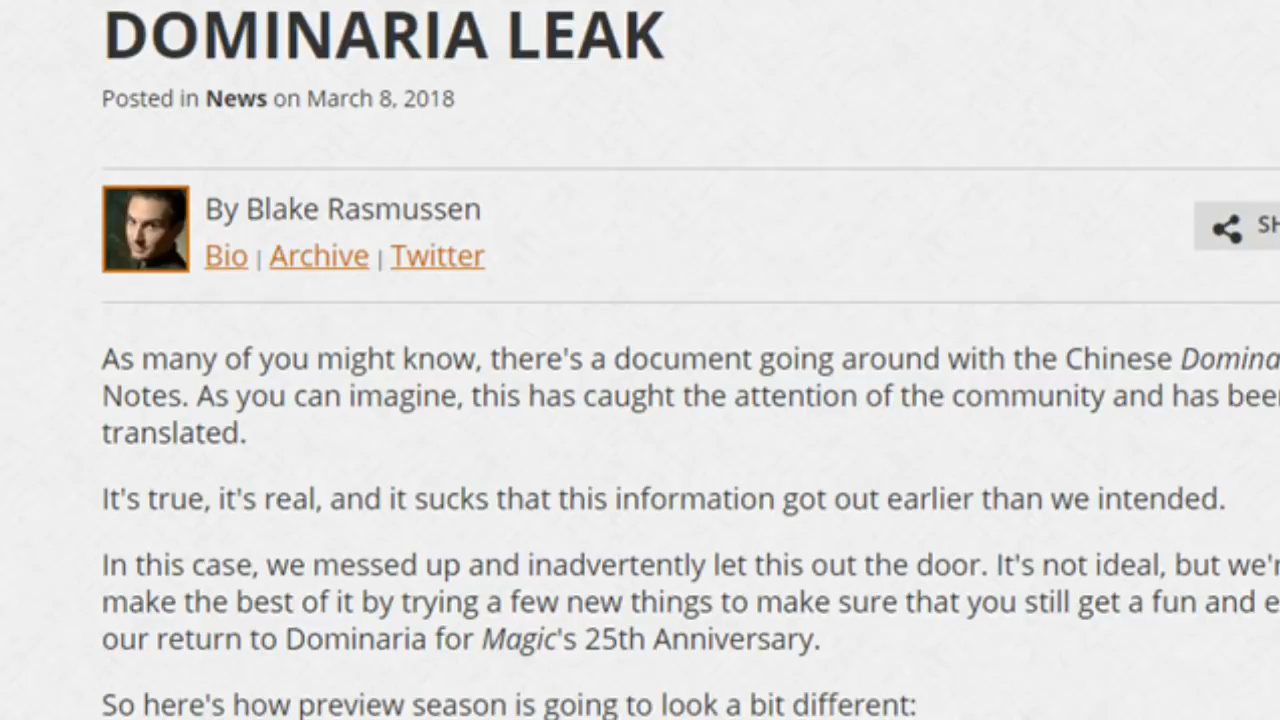 DOMINARIA LEAK
Posted in News on March 8, 2018
By Blake Rasmussen
Bio | Archive | Twitter
As many of you might know, there's a document going around with the Chinese
Notes. As you can imagine, this has caught the attention of the community and has
translated.
It's true, it's real, and it sucks that this information got out earlier than we intended.
In this case, we messed up and inadvertently let this out the door. It's not ideal, but
make the best of it by trying a few new things to make sure that you still get a fun and
our return to Dominaria for Magic's 25th Anniversary.
So here's how preview season is going to look a bit different: